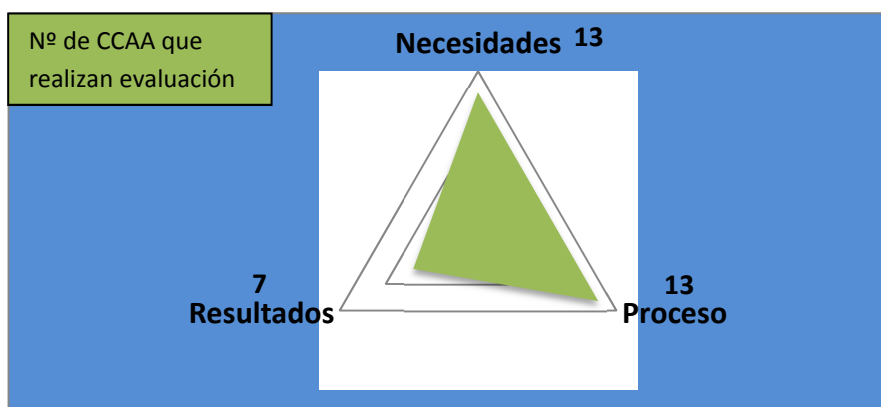 Nº de CCAA que
realizan evaluación
Necesidades 13
7
Resultados
13
Proceso